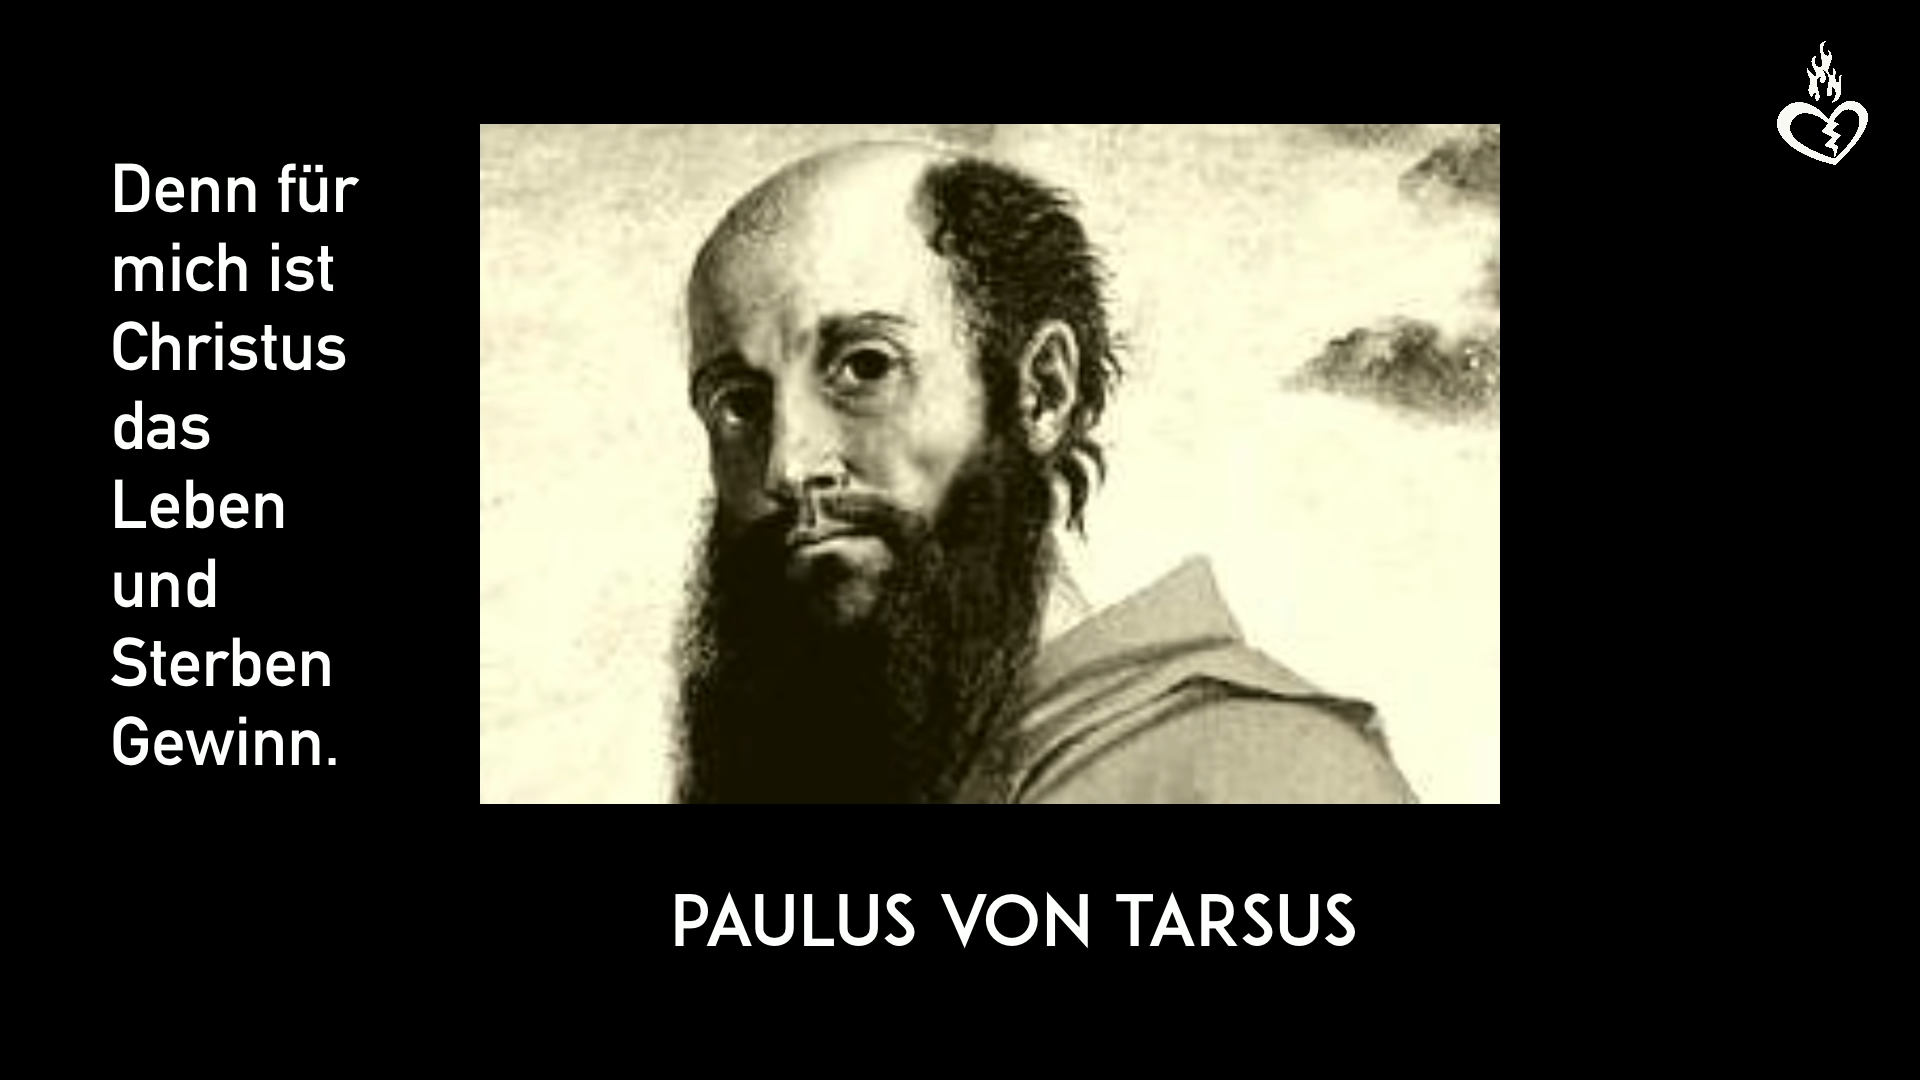 Denn für
mich ist
Christus
das
Leben
und
Sterben
Gewinn.
PAULUS VON TARSUS